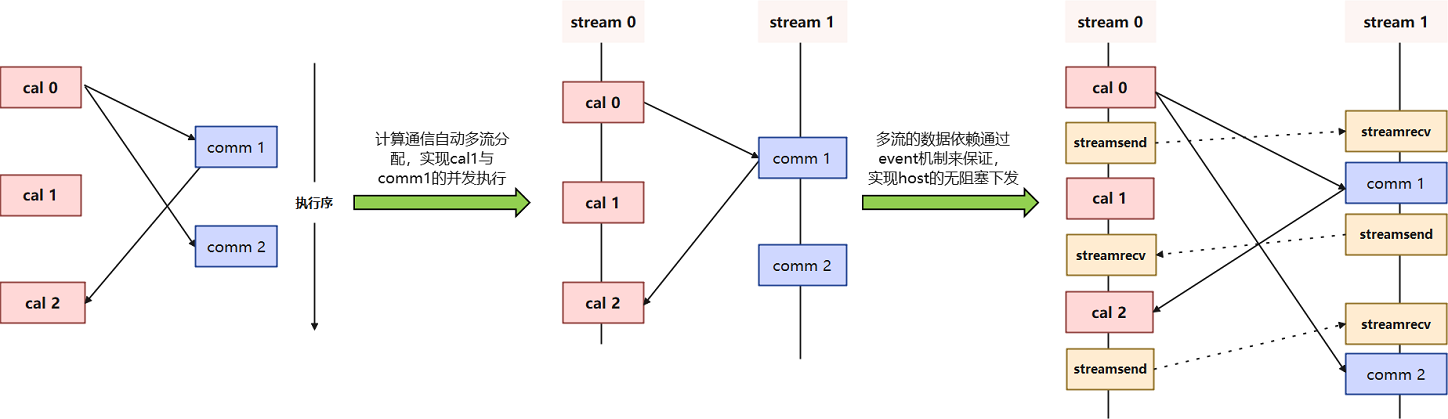 cal 0
comm 1
cal 1
执行序
comm 2
cal 2
计算通信自动多流分
配，实现cal1与
comm1的并发执行
stream 0
stream 1
cal 0
comm 1
cal 1
comm 2
cal 2
多流的数据依赖通过
event机制来保证，
实现host的无阻塞下发
stream 0
stream 1
cal 0
streamrecv
streamsend
comm 1
cal 1
streamsend
streamrecv
cal 2
streamrecv
streamsend
comm 2